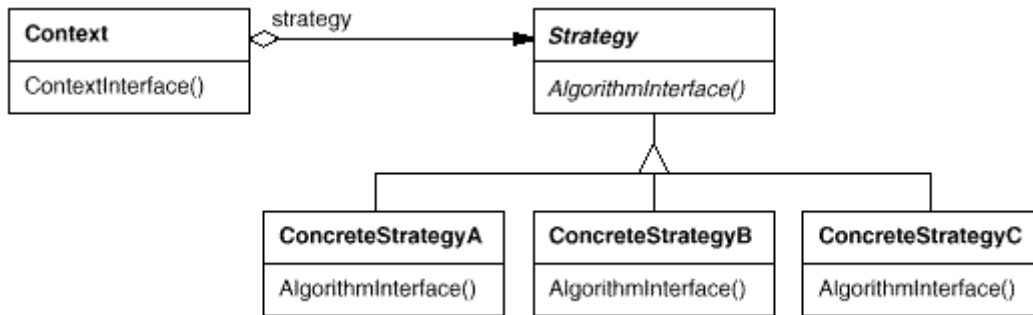 Context
ContextInterface()
strategy
Strategy
AlgorithmInterface()
ConcreteStrategyA
AlgorithmInterface()
ConcreteStrategyB
AlgorithmInterface()
ConcreteStrategyC
AlgorithmInterface()